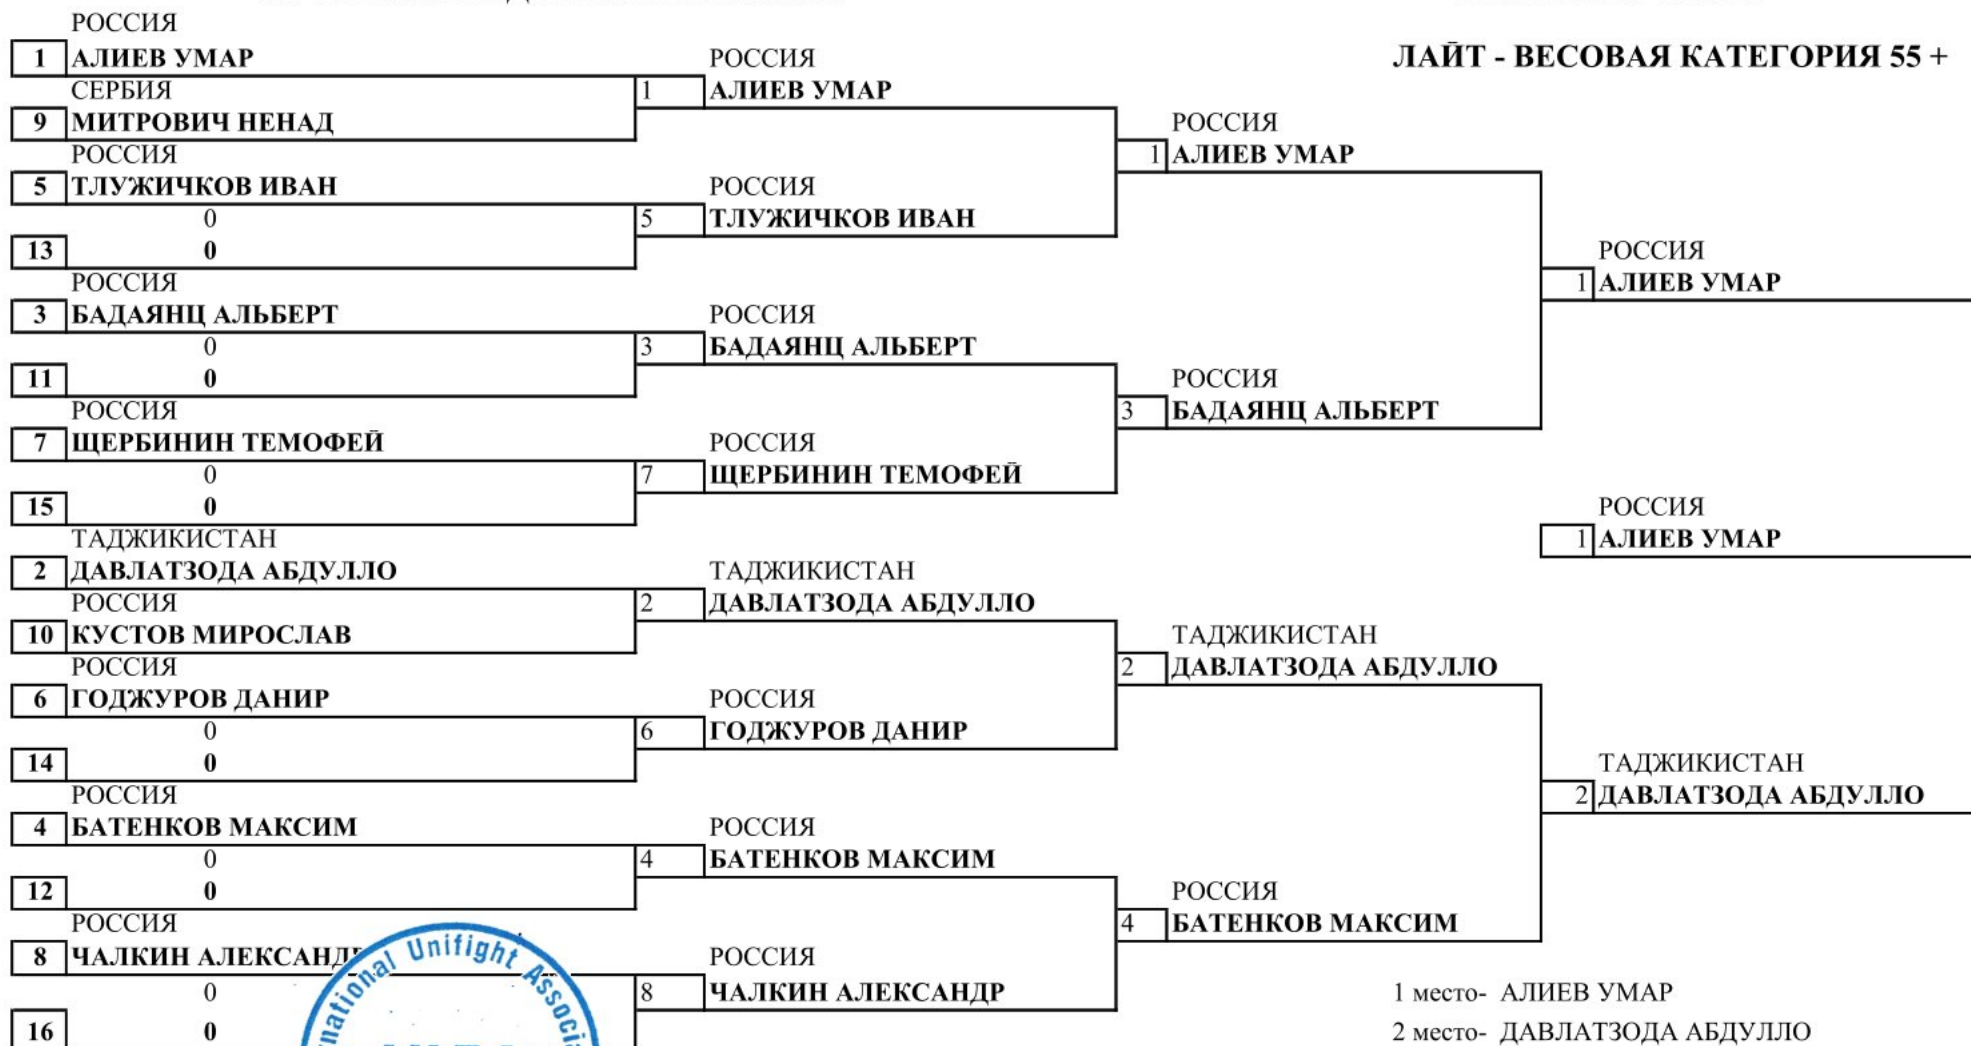 РОССИЯ
1 АЛИЕВ УМАР
СЕРБИЯ
9 МИТРОВИЧ НЕНАД
РОССИЯ
5 ТЛУЖИЧКОВ ИВАН
0
13 0
РОССИЯ
3 БАДАЯНЦ АЛЬБЕРТ
0
11 0
РОССИЯ
7 ЩЕРБИНИН ТЕМОФЕЙ
0
15 0
ТАДЖИКИСТАН
2 ДАВЛАТЗОДА АБДУЛЛО
РОССИЯ
10 КУСТОВ МИРОСЛАВ
РОССИЯ
6 ГОДЖУРОВ ДАНИР
0
14 0
РОССИЯ
4 БАТЕНКОВ МАКСИМ
0
12 0
РОССИЯ
8 ЧАЛКИН АЛЕКСАНДР
0
16 0
Unifight
РОССИЯ
1 АЛИЕВ УМАР
РОССИЯ
5 ТЛУЖИЧКОВ ИВАН
РОССИЯ
3 БАДАЯНЦ АЛЬБЕРТ
РОССИЯ
7 ЩЕРБИНИН ТЕМОФЕЙ
ТАДЖИКИСТАН
2 ДАВЛАТЗОДА АБДУЛЛО
РОССИЯ
6 ГОДЖУРОВ ДАНИР
РОССИЯ
4 БАТЕНКОВ МАКСИМ
РОССИЯ
8 ЧАЛКИН АЛЕКСАНДР
РОССИЯ
1 АЛИЕВ УМАР
РОССИЯ
3 БАДАЯНЦ АЛЬБЕРТ
ТАДЖИКИСТАН
2 ДАВЛАТЗОДА АБДУЛЛО
РОССИЯ
4 БАТЕНКОВ МАКСИМ
ЛАЙТ - ВЕСОВАЯ КАТЕГОРИЯ 55 +
РОССИЯ
1 АЛИЕВ УМАР
РОССИЯ
1 АЛИЕВ УМАР
ТАДЖИКИСТАН
2 ДАВЛАТЗОДА АБДУЛЛО
1 место- АЛИЕВ УМАР
2 место- ДАВЛАТЗОДА АБДУЛЛО